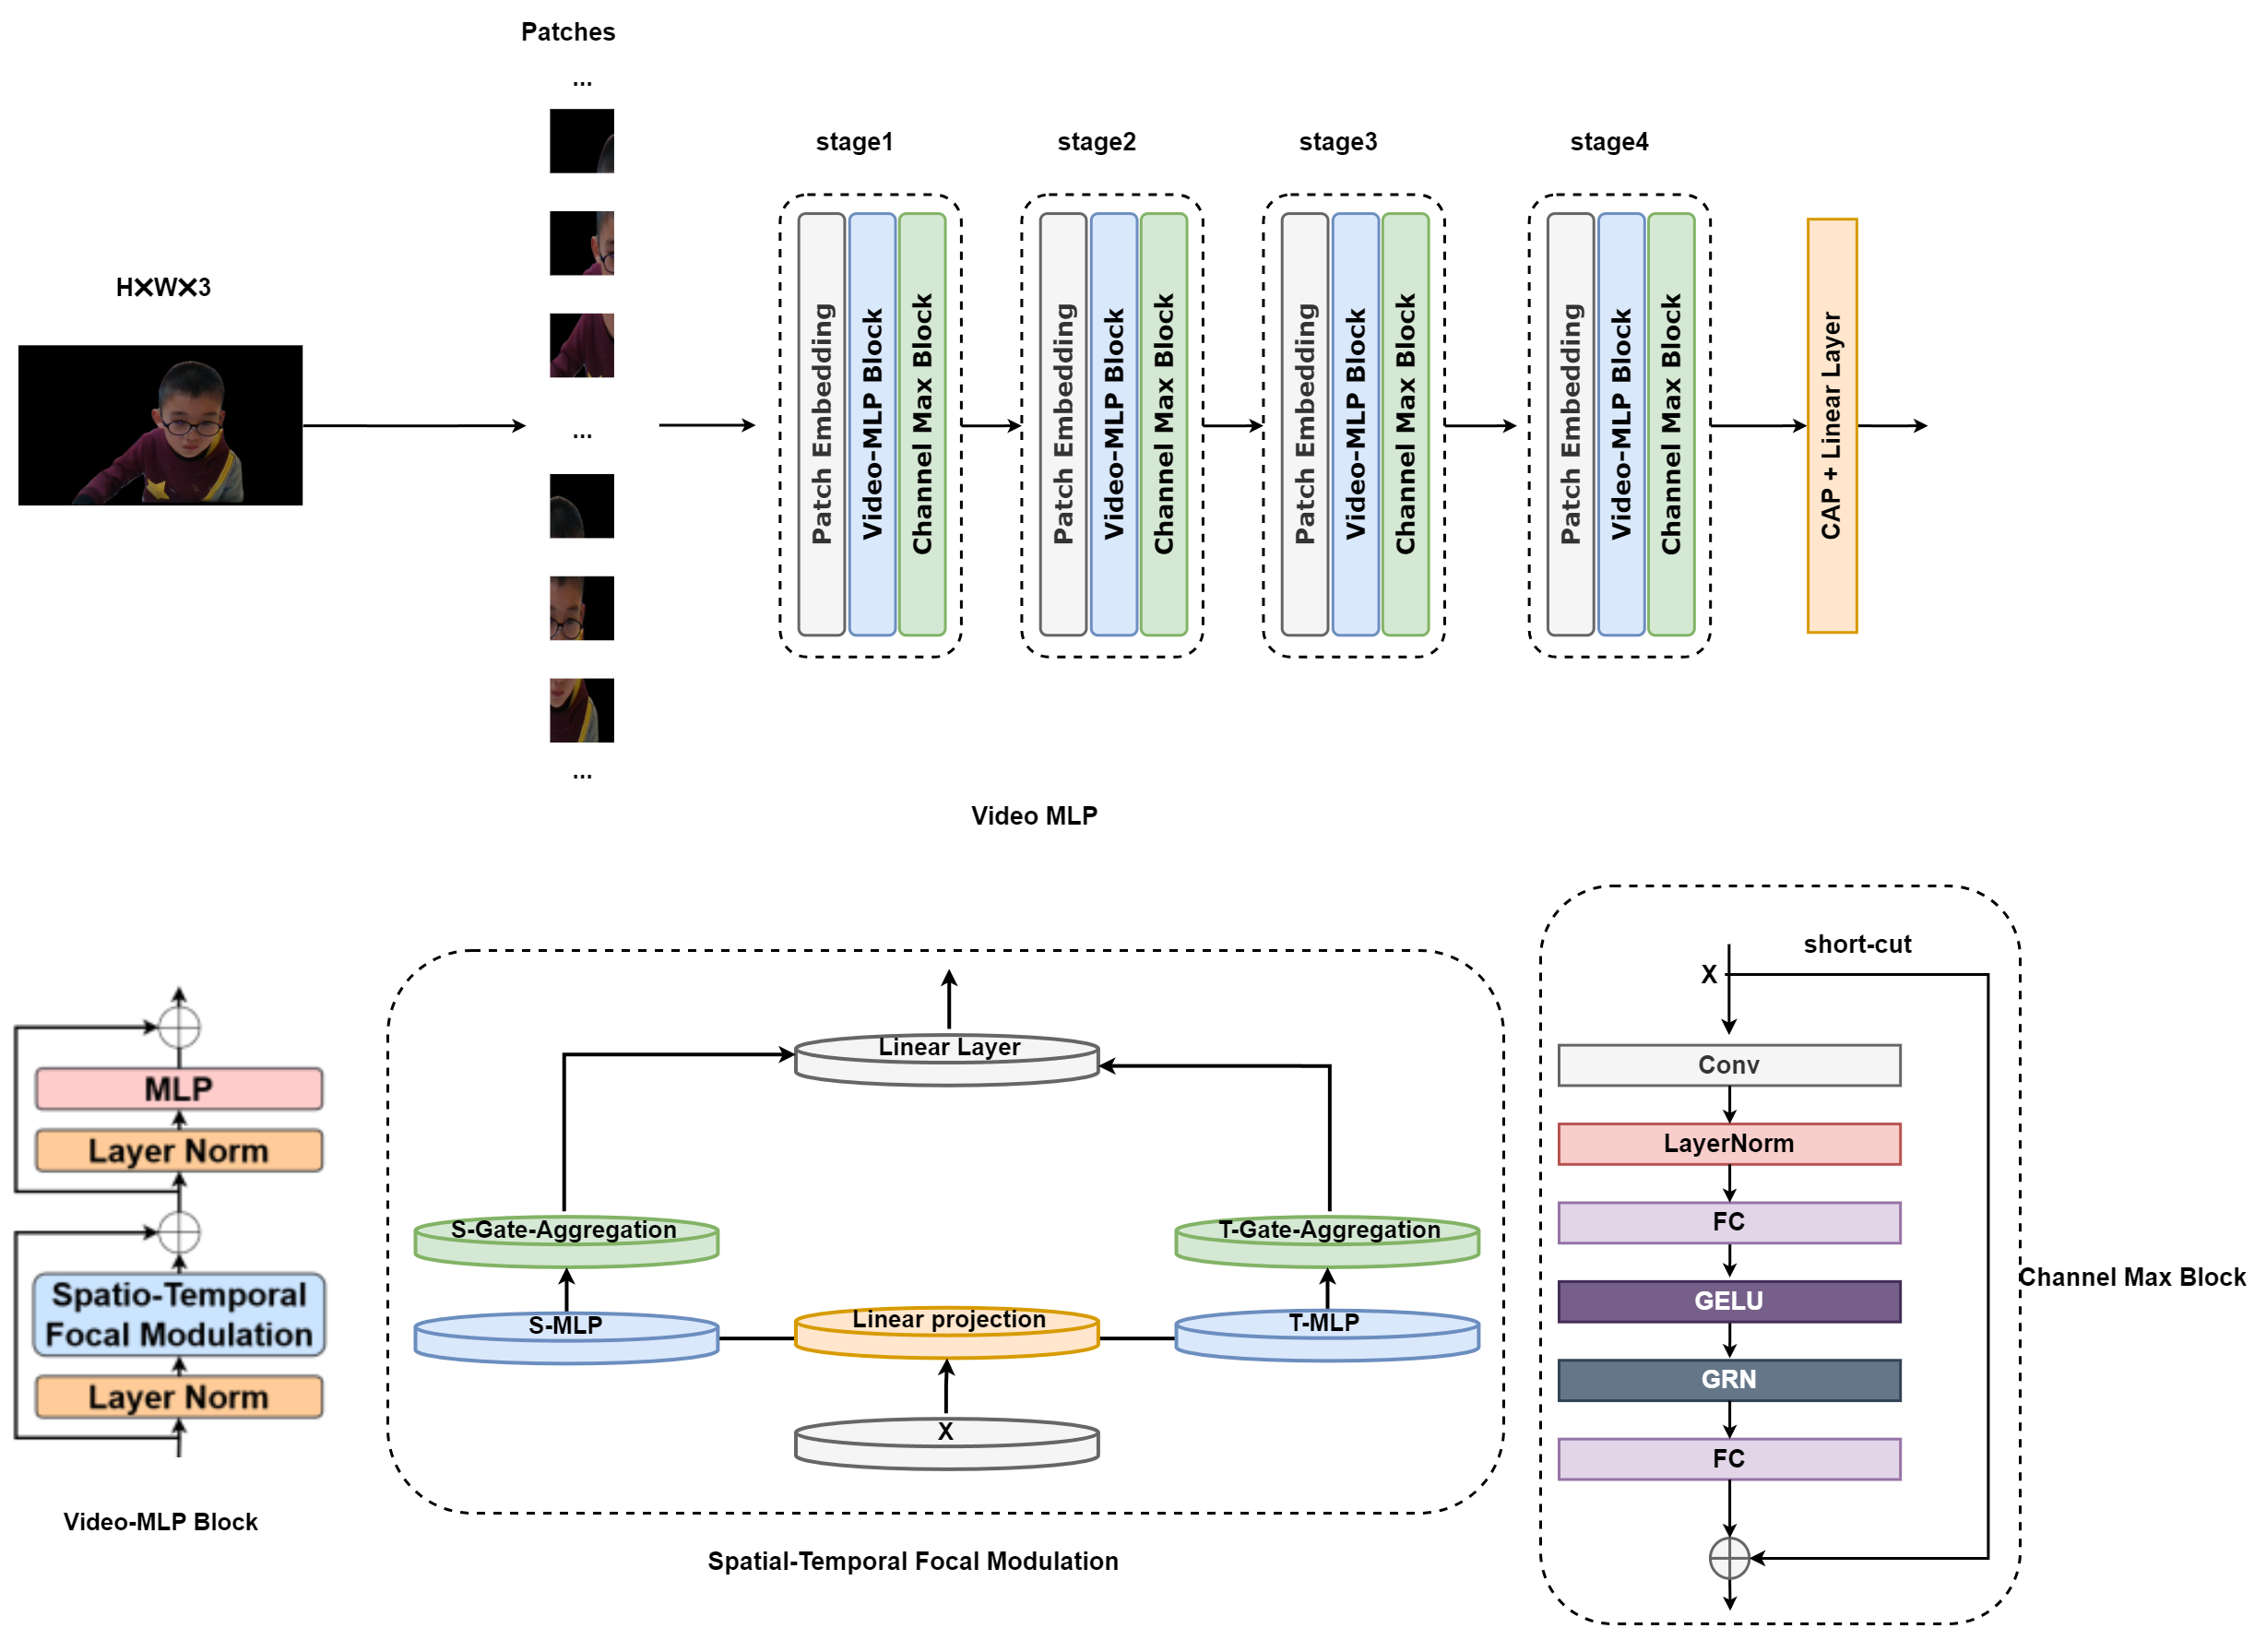 Patches
...
stage1
stage2
stage3
stage4
H✕W✕3
...
Patch Embedding
Video-MLP Block
Channel Max Block
Patch Embedding
Video-MLP Block
Channel Max Block
Patch Embedding
Video-MLP Block
Channel Max Block
Patch Embedding
Video-MLP Block
Channel Max Block
CAP + Linear Layer
...
Video MLP
MLP
Layer Norm
Spatio-Temporal
Focal Modulation
Layer Norm
Video-MLP Block
Linear Layer
S-Gate-Aggregation
T-Gate-Aggregation
S-MLP
Linear projection
T-MLP
X
Spatial-Temporal Focal Modulation
short-cut
X
Conv
LayerNorm
FC
GELU
GRN
FC
Channel Max Block